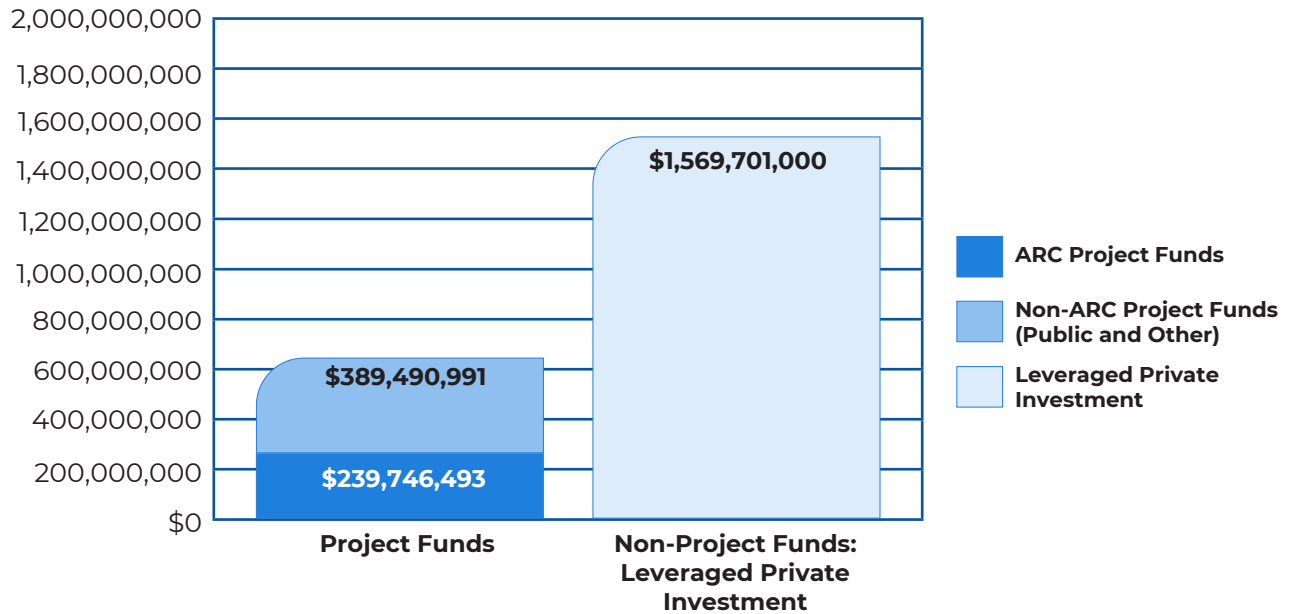 2,000,000,000
1,800,000,000
1,600,000,000
1,400,000,000
1,200,000,000
1,000,000,000
800,000,000
600,000,000
400,000,000
200,000,000
$0
$389,490,991
$239,746,493
$1,569,701,000
Project Funds
Non-Project Funds:
Leveraged Private
Investment
ARC Project Funds
Non-ARC Project Funds
(Public and Other)
Leveraged Private
Investment